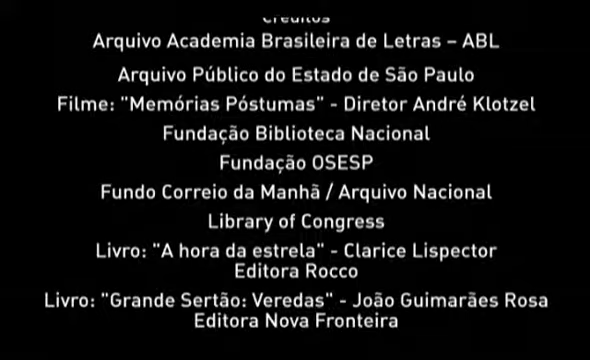 Créditos
Arquivo Academia Brasileira de Letras – ABL
Arquivo Público do Estado de São Paulo
Filme: "Memórias Póstumas" - Diretor André Klotzel
Fundação Biblioteca Nacional
Fundação OSESP
Fundo Correio da Manhã / Arquivo Nacional
Library of Congress
Livro: "A hora da estrela" - Clarice Lispector
Editora Rocco
Livro: "Grande Sertão: Veredas" - João Guimarães Rosa
Editora Nova Fronteira